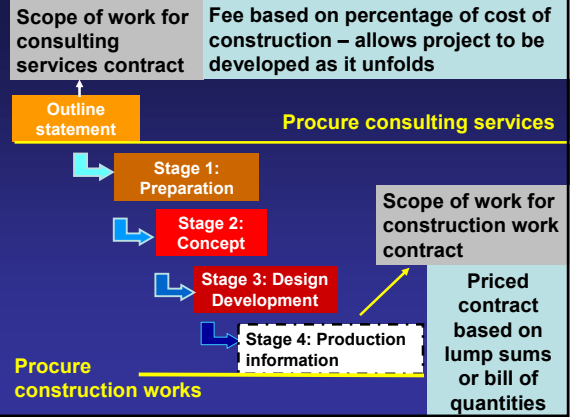 Scope of work for
consulting
services contract
Fee based on percentage of cost of
construction – allows project to be
developed as it unfolds
Outline
statement
Procure consulting services
Stage 1:
Preparation
Stage 2:
Concept
Scope of work for
construction work
contract
Stage 3: Design
Development
Priced
contract
based on
lump sums
or bill of
quantities
Stage 4: Production
information
Procure
construction works